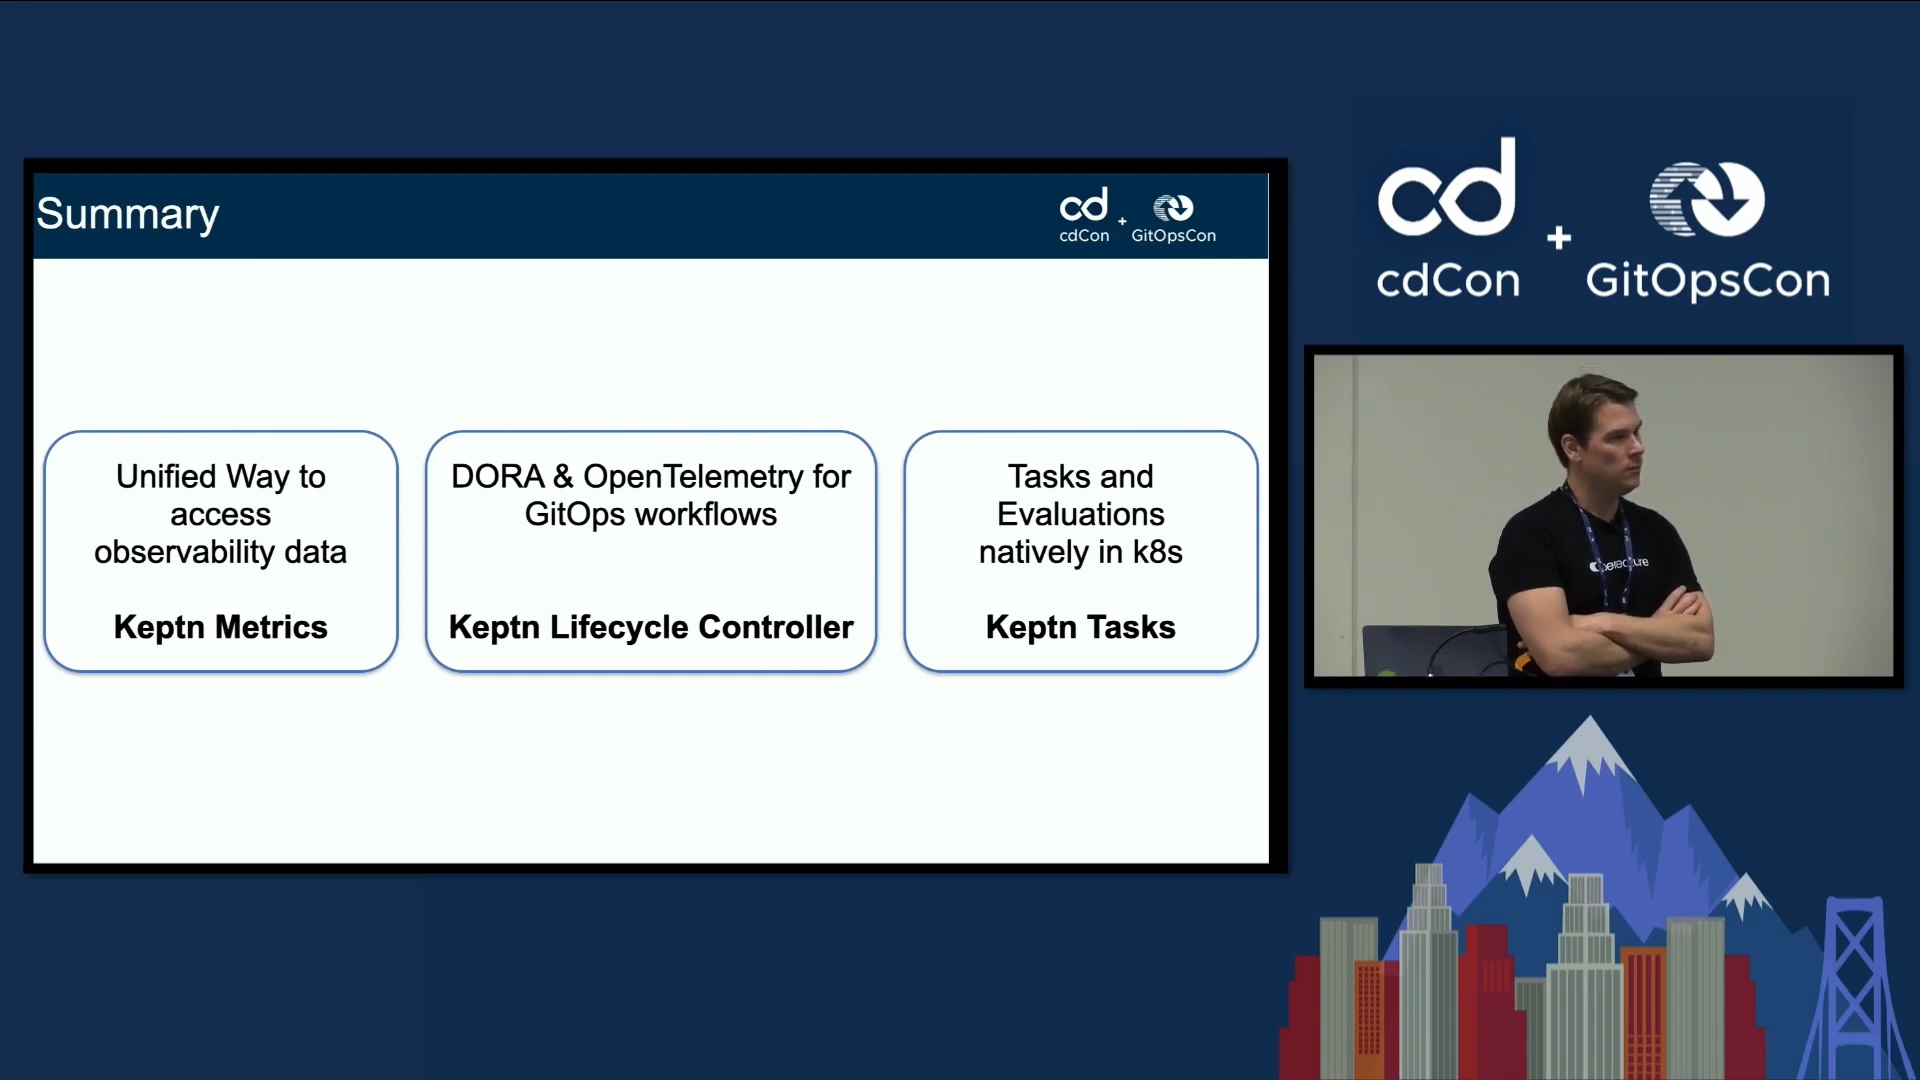 Summary
cdCon + GitOpsCon
Unified Way to
access
observability data
Keptn Metrics
DORA & OpenTelemetry for
GitOps workflows
Keptn Lifecycle Controller
Tasks and
Evaluations
natively in k8s
Keptn Tasks
cd
cdCon + GitOpsCon